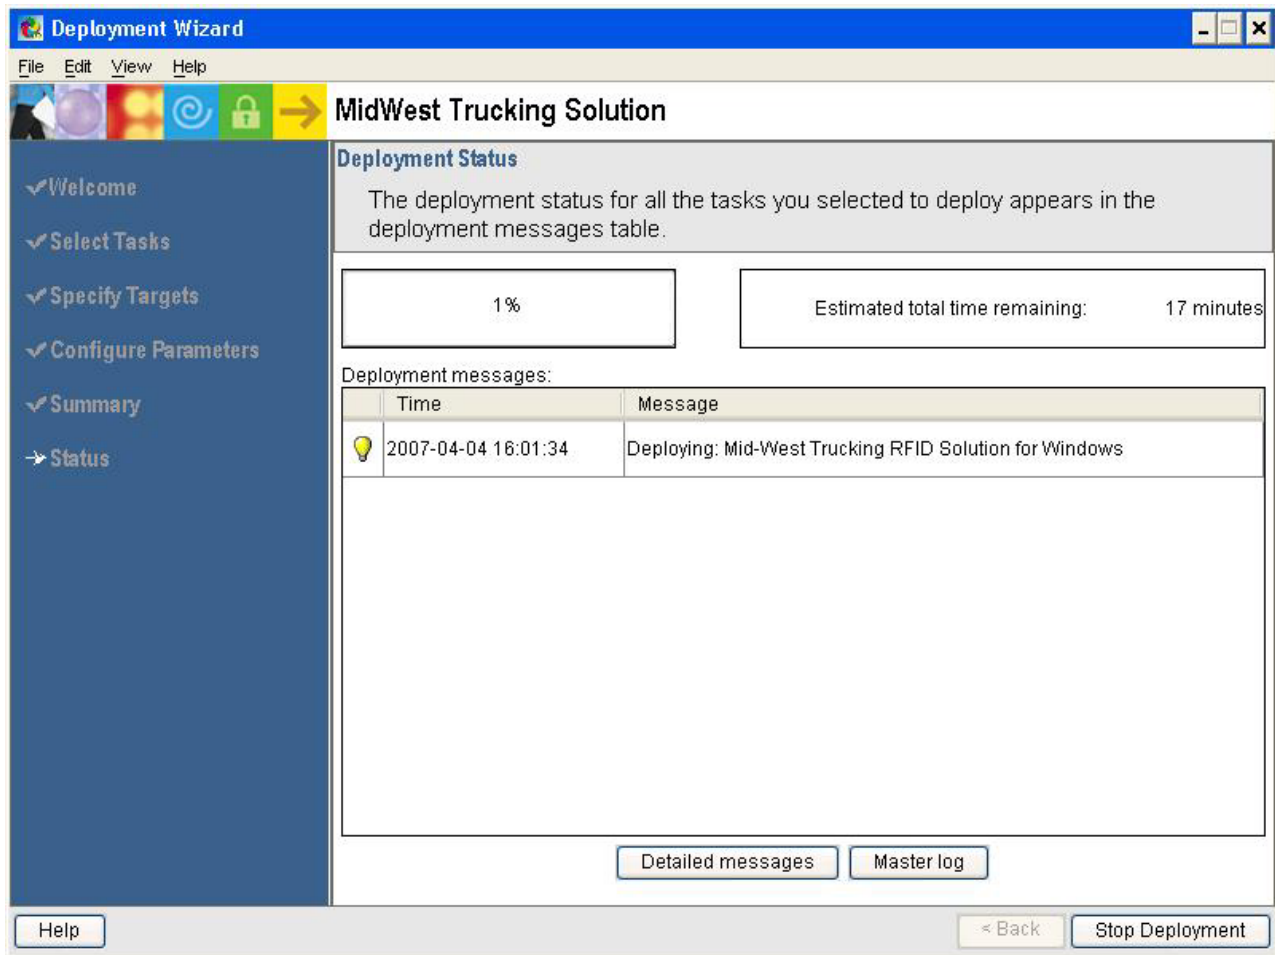 Deployment Wizard
File Edit View Help
MidWest Trucking Solution
Deployment Status
The deployment status for all the tasks you selected to deploy appears in the
deployment messages table.
Welcome
Select Tasks
Specify Targets
Configure Parameters
Summary
Status
1%
Estimated total time remaining: 17 minutes
Deployment messages:
Time Message
2007-04-04 16:01:34 Deploying: Mid-West Trucking RFID Solution for Windows
Detailed messages Master log
Help < Back Stop Deployment